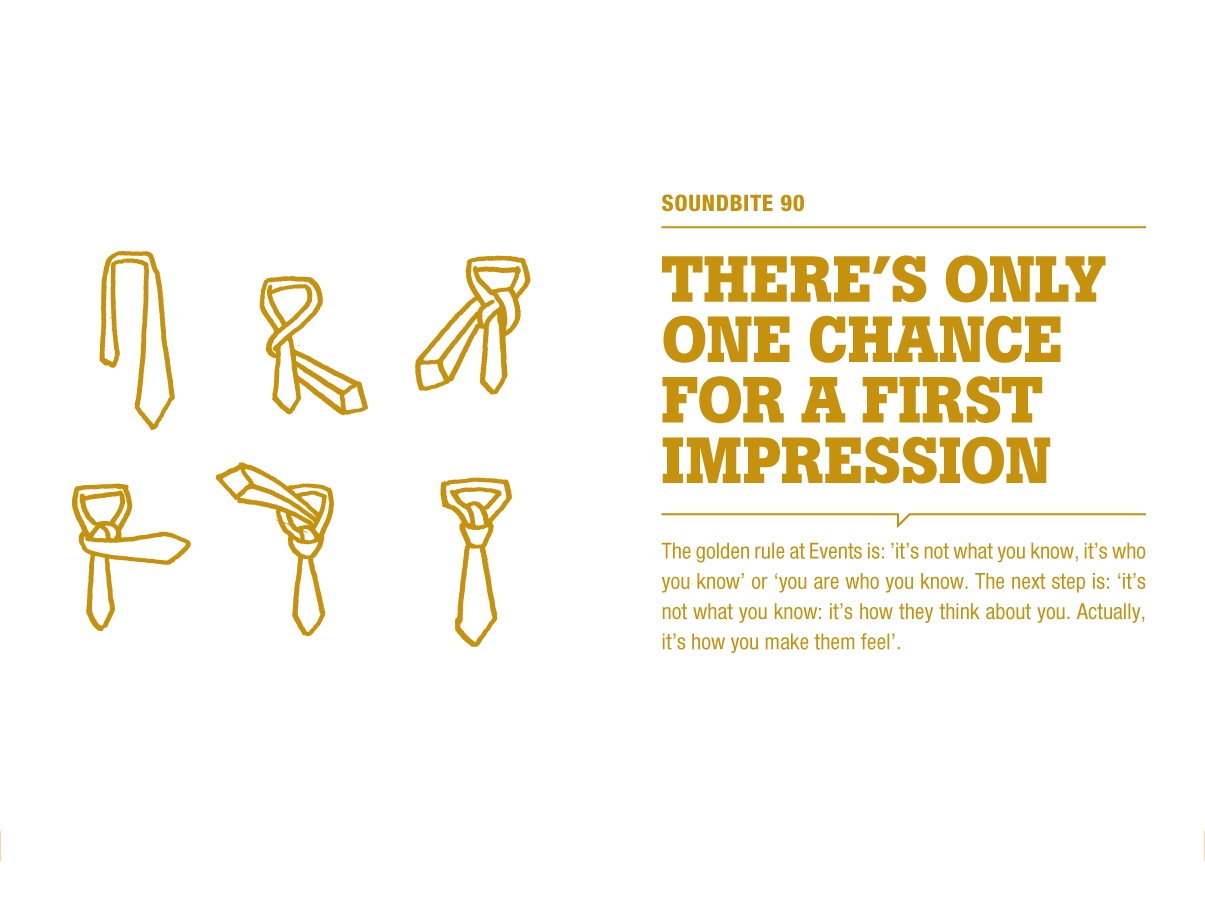 SOUNDBITE 90
THERE’S ONLY
ONE CHANCE
FOR A FIRST
IMPRESSION
The golden rule at Events is: ’it’s not what you know, it’s who
you know’ or ‘you are who you know. The next step is: ‘it’s
not what you know: it’s how they think about you. Actually,
it’s how you make them feel’.